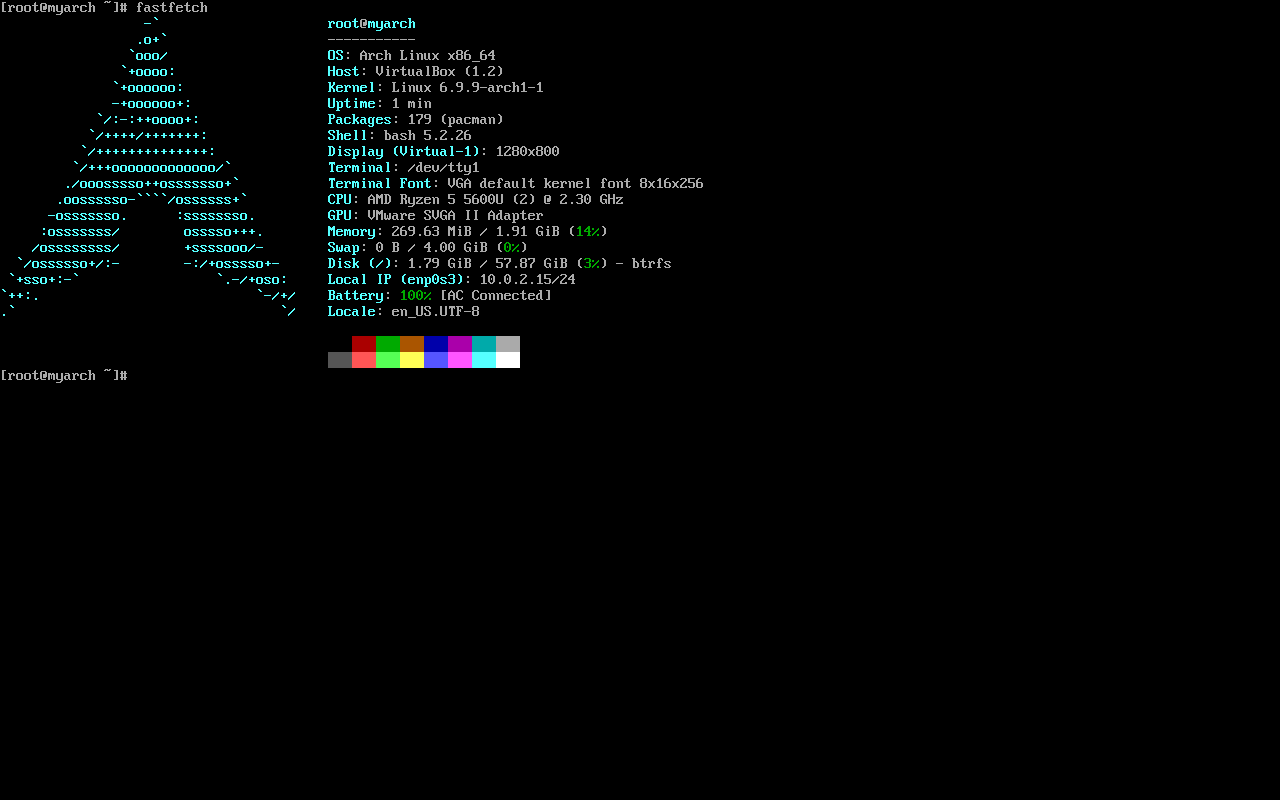 [root@myarch ~]# fastfetch
                  -`                     root@myarch
                 .o+`                    -----------
                `ooo/                    OS: Arch Linux x86_64
               `+oooo:                   Host: VirtualBox (1.2)
              `+oooooo:                  Kernel: Linux 6.9.9-arch1-1
              -+oooooo+:                 Uptime: 1 min
            `/:-:++oooo+:                Packages: 179 (pacman)
           `/++++/+++++++:               Shell: bash 5.2.26
          `/++++++++++++++:              Display (Virtual-1): 1280x800
         `/+++ooooooooooooo/`            Terminal: /dev/tty1
        ./ooosssso++osssssso+`           Terminal Font: VGA default kernel font 8x16x256
       .oossssso-````/ossssss+`          CPU: AMD Ryzen 5 5600U (2) @ 2.30 GHz
      -osssssso.      :ssssssso.         GPU: VMware SVGA II Adapter
     :osssssss/        osssso+++.        Memory: 269.63 MiB / 1.91 GiB (14%)
    /ossssssss/        +ssssooo/-        Swap: 0 B / 4.00 GiB (0%)
  `/ossssso+/:-        -:/+osssso+-      Disk (/): 1.79 GiB / 57.87 GiB (3%) - btrfs
 `+sso+:-`                 `.-/+oso:     Local IP (enp0s3): 10.0.2.15/24
`++:.                           `-/+/    Battery: 100% [AC Connected]
.`                                 `/    Locale: en_US.UTF-8
[root@myarch ~]#